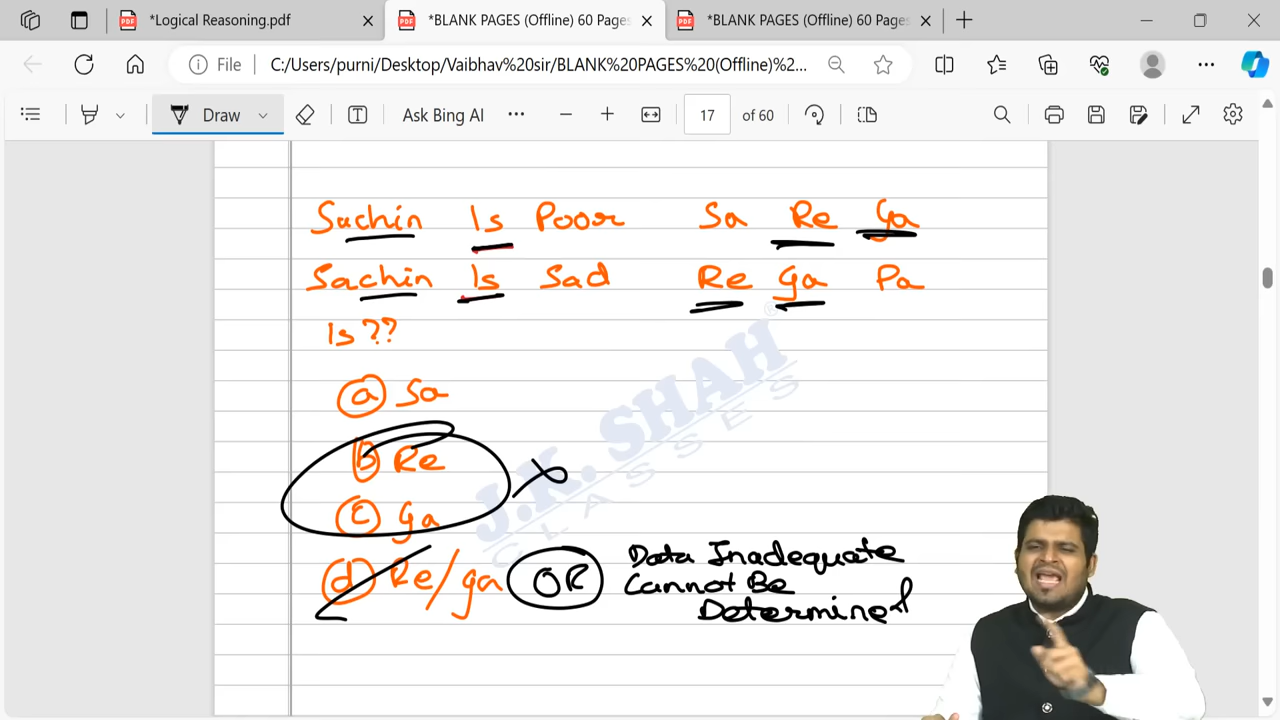 *Logical Reasoning.pdf
*BLANK PAGES (Offline) 60 Pages
*BLANK PAGES (Offline) 60 Pages
File
C:/Users/purni/Desktop/Vaibhav%20sir/BLANK%20PAGES%20(Offline)%2...
Draw
Ask Bing AI
17 of 60
Sachin Is Poor Sa Re Ga
Sachin Is Sad Re Ga Pa
Is ??
a Sa
b Re
c Ga
d Re/ga OR Data Inadequate
Cannot Be
Determined
J.K. SHAH
CLASSES